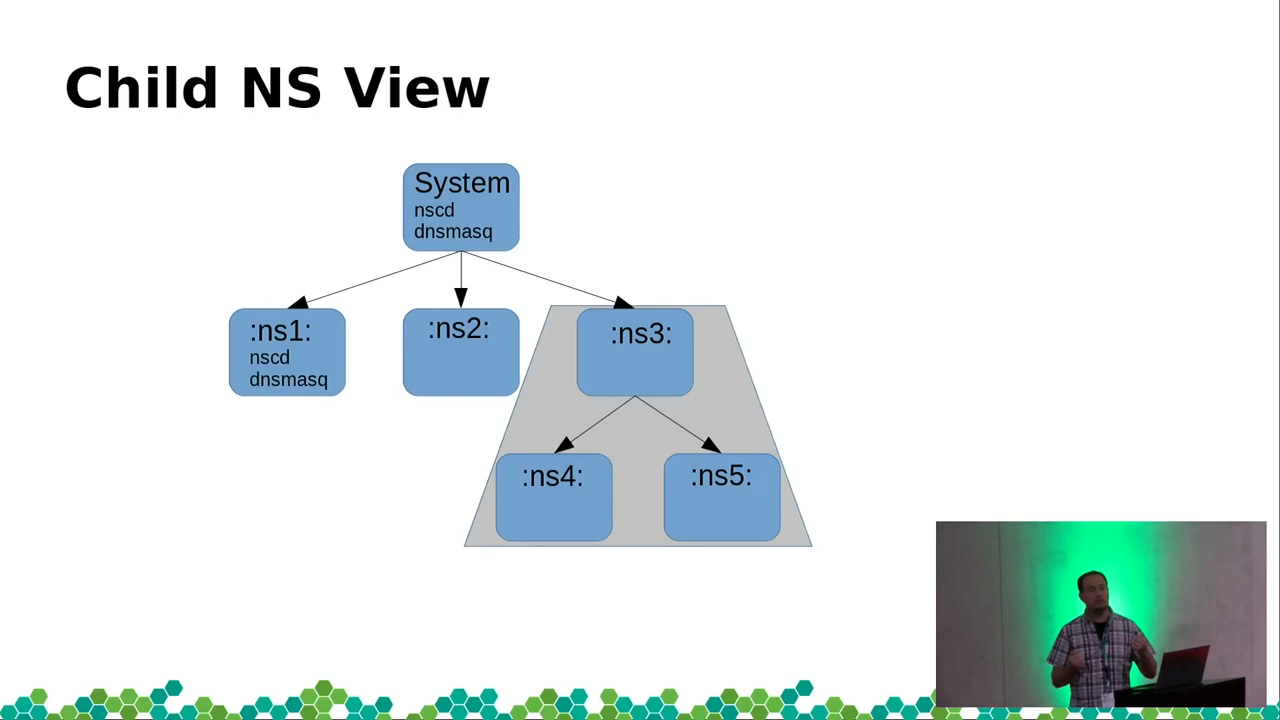 Child NS View
System
nscd
dnsmasq
:ns1:
nscd
dnsmasq
:ns2:
:ns3:
:ns4:
:ns5: